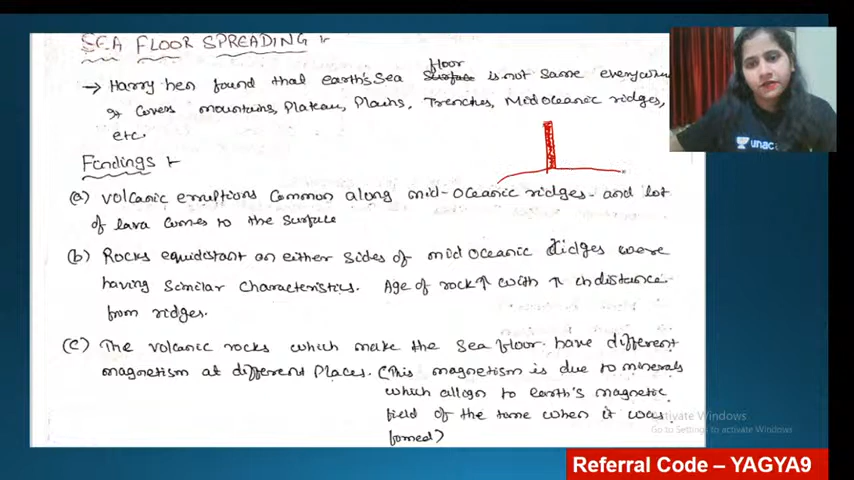 SEA FLOOR SPREADING :-
→ Harry hen found that earth's Sea floor is not same everywhere
It covers mountains, Plateau, Plains, Trenches, Mid Oceanic ridges,
etc.
Findings :-
(a) Volcanic erruptions Common along mid-Oceanic ridges and lot
of lava comes to the surface
(b) Rocks equidistant on either sides of mid Oceanic ridges were
having similar characteristics. Age of rock ↑ with ↑ in distance
from ridges.
(c) The volcanic rocks which make the sea floor have different
magnetism at different Places. (This magnetism is due to minerals
which allign to earth's magnetic
field of the time when it was
formed)
unac
Activate Windows
Go to Settings to activate Windows.
Referral Code – YAGYA9